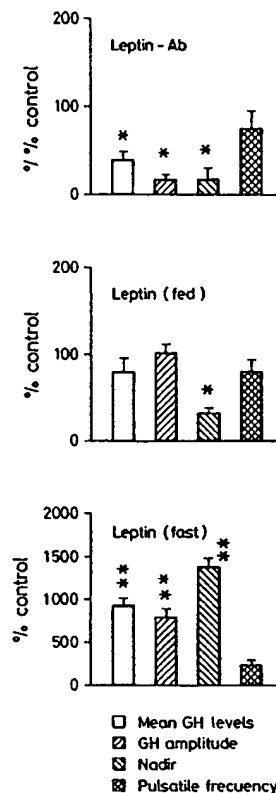 Leptin - Ab
200
100
0
°/ % control
* * *
Leptin (fed)
200
100
0
% control
*
Leptin (fast)
2000
1500
1000
500
0
% control
** ** **
Mean GH levels
GH amplitude
Nadir
Pulsatile frecuency